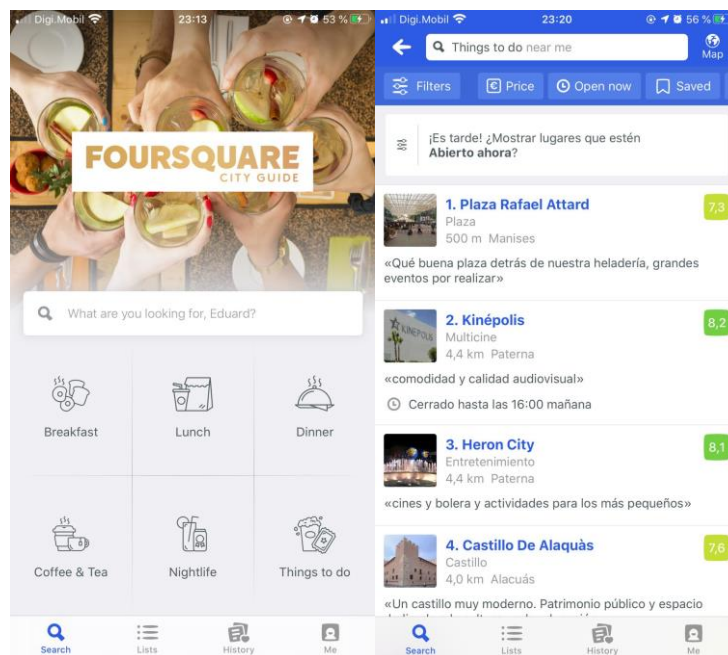 Digi.Mobil 23:13 53 %
FOURSQUARE
CITY GUIDE
What are you looking for, Eduard?
Breakfast Lunch Dinner
Coffee & Tea Nightlife Things to do
Search Lists History Me
Digi.Mobil 23:20 56 %
Things to do near me
Map
Filters € Price Open now Saved
¡Es tarde! ¿Mostrar lugares que estén
Abierto ahora?
1. Plaza Rafael Attard 7,3
Plaza
500 m Manises
«Qué buena plaza detrás de nuestra heladería, grandes
eventos por realizar»
2. Kinépolis 8,2
Multicine
4,4 km Paterna
«comodidad y calidad audiovisual»
Cerrado hasta las 16:00 mañana
3. Heron City 8,1
Entretenimiento
4,4 km Paterna
«cines y bolera y actividades para los más pequeños»
4. Castillo De Alaquàs 7,6
Castillo
4,0 km Alacuás
«Un castillo muy moderno. Patrimonio público y espacio
Search Lists History Me